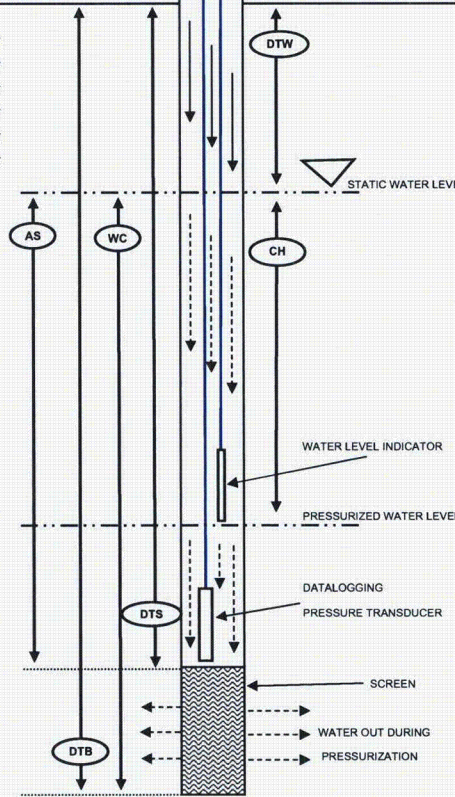 DTW
STATIC WATER LEVE
AS
WC
CH
WATER LEVEL INDICATOR
PRESSURIZED WATER LEVEL
DATALOGGING
PRESSURE TRANSDUCER
DTS
SCREEN
WATER OUT DURING
PRESSURIZATION
DTB